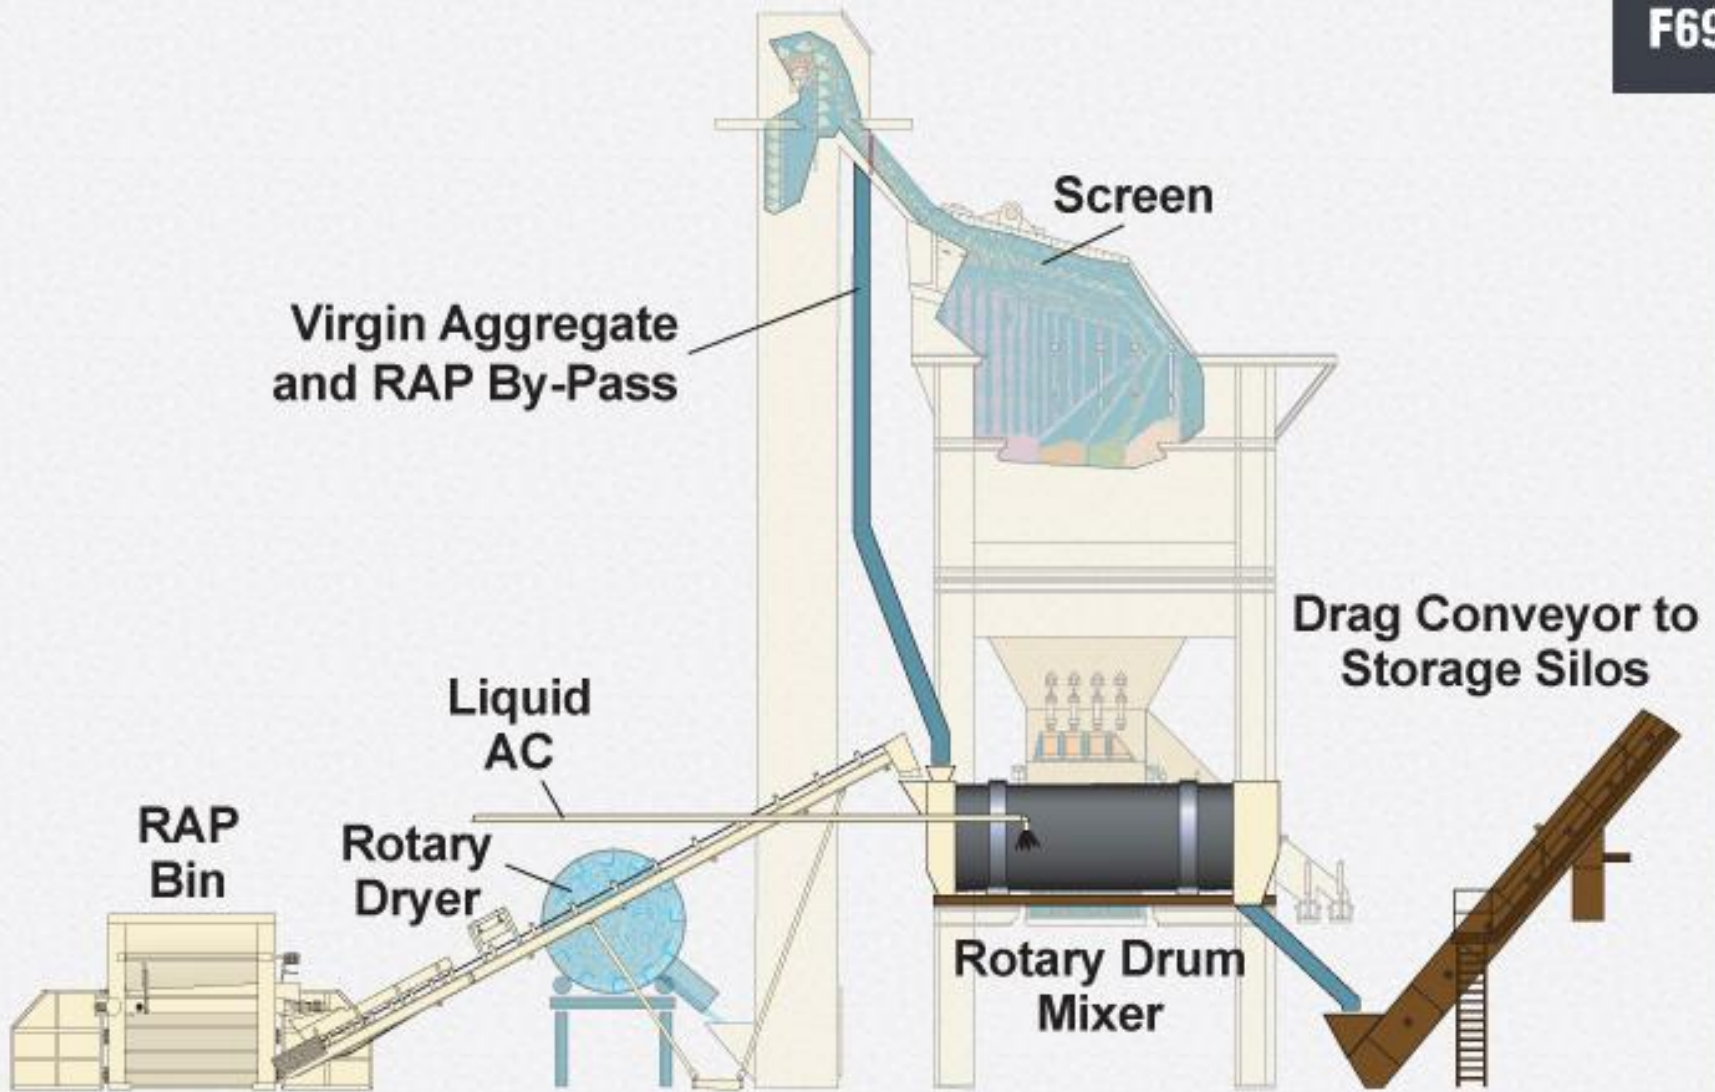 F69
Screen
Virgin Aggregate
and RAP By-Pass
Drag Conveyor to
Storage Silos
Liquid
AC
RAP
Bin
Rotary
Dryer
Rotary Drum
Mixer